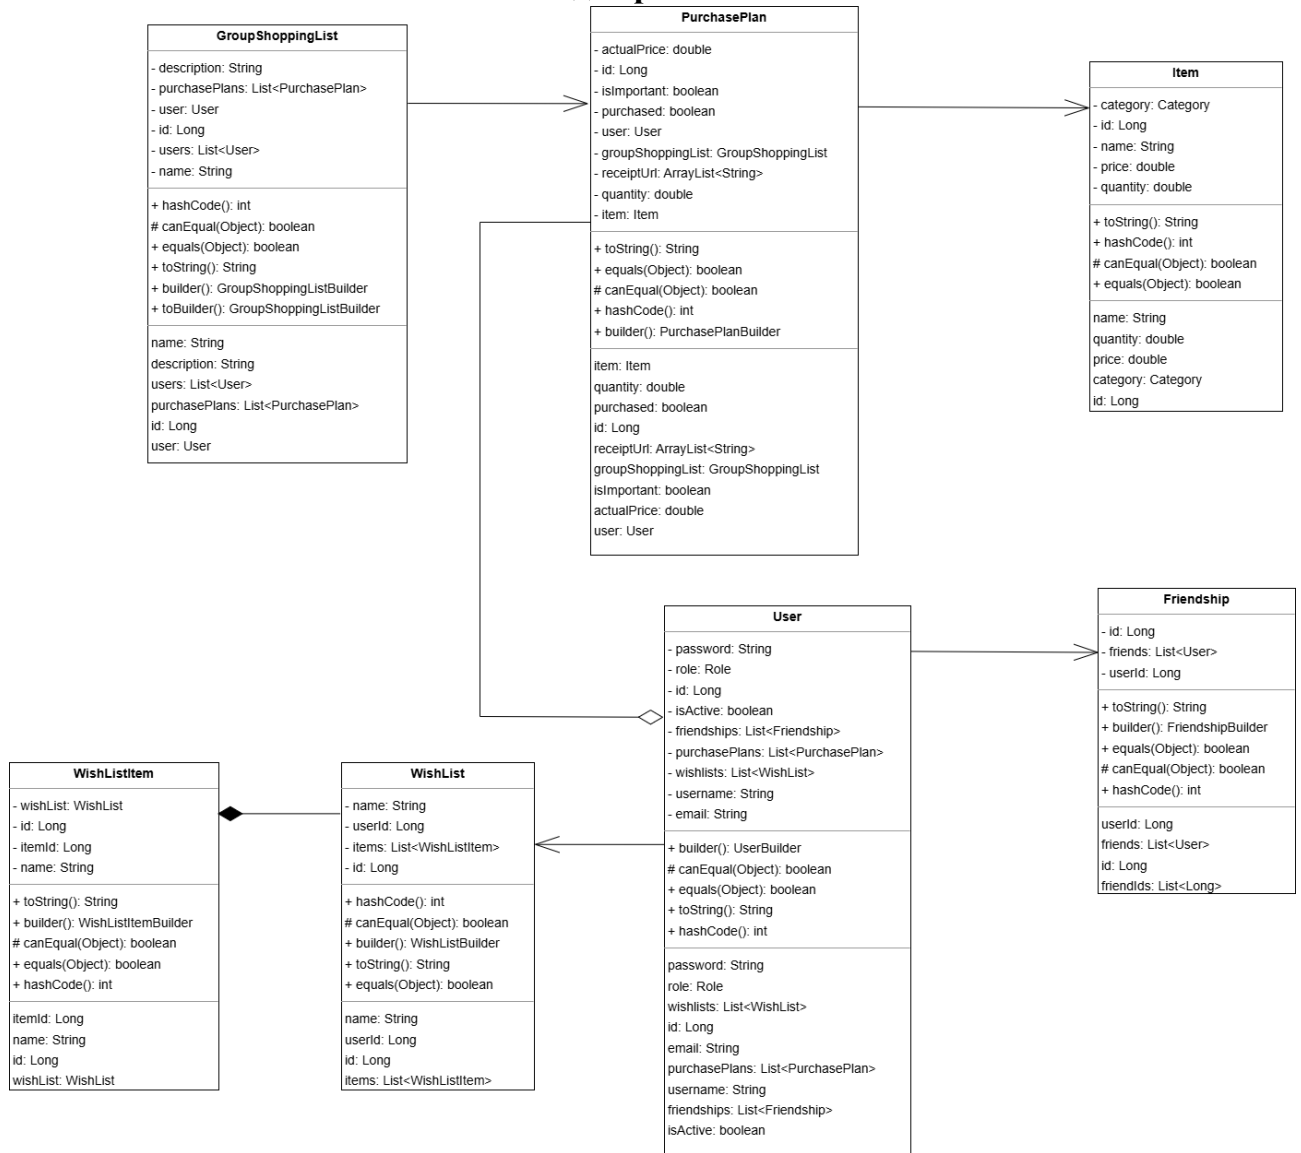 GroupShoppingList
- description: String
- purchasePlans: List<PurchasePlan>
- user: User
- id: Long
- users: List<User>
- name: String
+ hashCode(): int
# canEqual(Object): boolean
+ equals(Object): boolean
+ toString(): String
+ builder(): GroupShoppingListBuilder
+ toBuilder(): GroupShoppingListBuilder
name: String
description: String
users: List<User>
purchasePlans: List<PurchasePlan>
id: Long
user: User
PurchasePlan
- actualPrice: double
- id: Long
- isImportant: boolean
- purchased: boolean
- user: User
- groupShoppingList: GroupShoppingList
- receiptUrl: ArrayList<String>
- quantity: double
- item: Item
+ toString(): String
+ equals(Object): boolean
# canEqual(Object): boolean
+ hashCode(): int
+ builder(): PurchasePlanBuilder
item: Item
quantity: double
purchased: boolean
id: Long
receiptUrl: ArrayList<String>
groupShoppingList: GroupShoppingList
isImportant: boolean
actualPrice: double
user: User
Item
- category: Category
- id: Long
- name: String
- price: double
- quantity: double
+ toString(): String
+ hashCode(): int
# canEqual(Object): boolean
+ equals(Object): boolean
name: String
quantity: double
price: double
category: Category
id: Long
User
- password: String
- role: Role
- id: Long
- isActive: boolean
- friendships: List<Friendship>
- purchasePlans: List<PurchasePlan>
- wishlists: List<WishList>
- username: String
- email: String
+ builder(): UserBuilder
# canEqual(Object): boolean
+ equals(Object): boolean
+ toString(): String
+ hashCode(): int
password: String
role: Role
wishlists: List<WishList>
id: Long
email: String
purchasePlans: List<PurchasePlan>
username: String
friendships: List<Friendship>
isActive: boolean
Friendship
- id: Long
- friends: List<User>
- userId: Long
+ toString(): String
+ builder(): FriendshipBuilder
+ equals(Object): boolean
# canEqual(Object): boolean
+ hashCode(): int
userId: Long
friends: List<User>
id: Long
friendIds: List<Long>
WishListItem
- wishList: WishList
- id: Long
- itemId: Long
- name: String
+ toString(): String
+ builder(): WishListItemBuilder
# canEqual(Object): boolean
+ equals(Object): boolean
+ hashCode(): int
itemId: Long
name: String
id: Long
wishList: WishList
WishList
- name: String
- userId: Long
- items: List<WishListItem>
- id: Long
+ hashCode(): int
# canEqual(Object): boolean
+ builder(): WishListBuilder
+ toString(): String
+ equals(Object): boolean
name: String
userId: Long
id: Long
items: List<WishListItem>